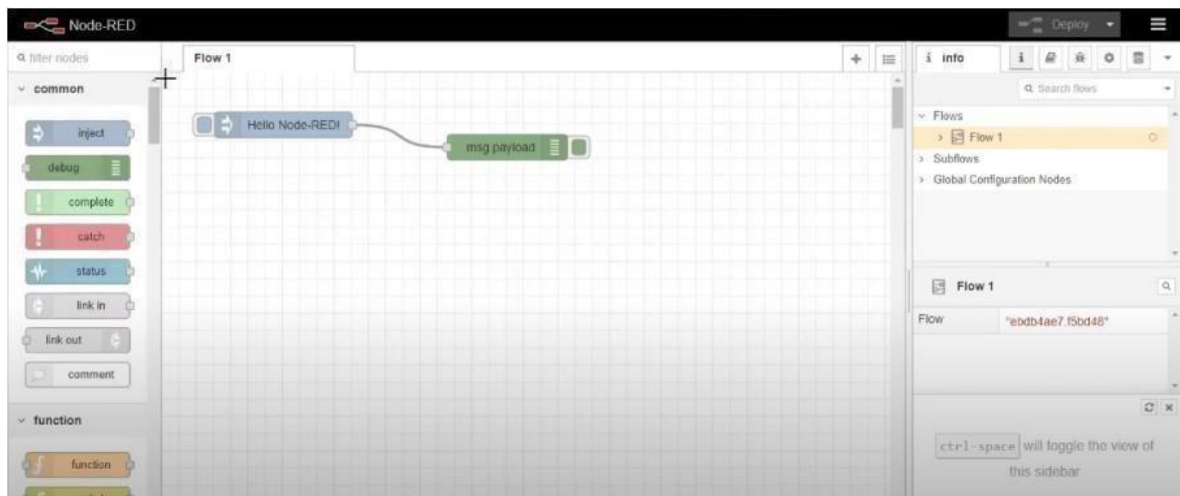 Node-RED
Deploy
filter nodes
Flow 1
info
Search flows
common
inject
debug
complete
catch
status
link in
link out
comment
function
function
Hello Node-RED!
msg.payload
Flows
Flow 1
Subflows
Global Configuration Nodes
Flow 1
Flow "ebdb4ae7.f5bd48"
ctrl-space will toggle the view of
this sidebar